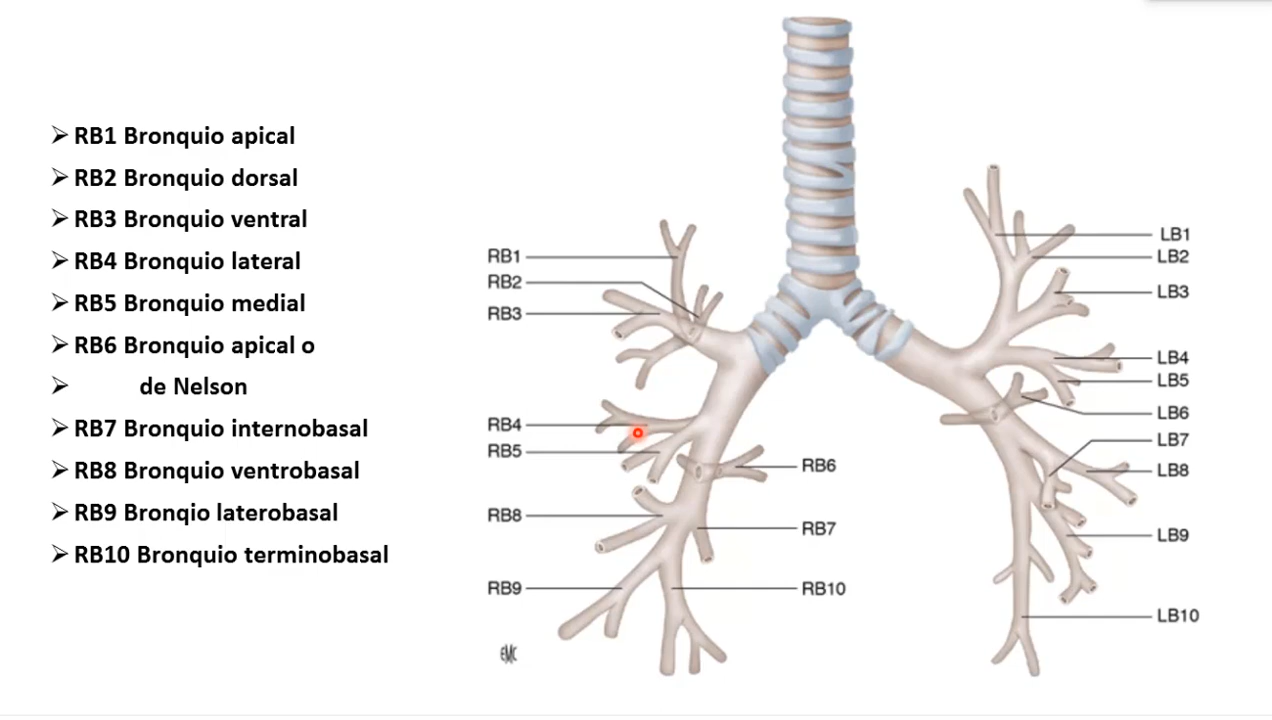 ➢ RB1 Bronquio apical
➢ RB2 Bronquio dorsal
➢ RB3 Bronquio ventral
➢ RB4 Bronquio lateral
➢ RB5 Bronquio medial
➢ RB6 Bronquio apical o
➢ de Nelson
➢ RB7 Bronquio internobasal
➢ RB8 Bronquio ventrobasal
➢ RB9 Bronqio laterobasal
➢ RB10 Bronquio terminobasal
RB1
RB2
RB3
RB4
RB5
RB6
RB8
RB7
RB9
RB10
EMC
LB1
LB2
LB3
LB4
LB5
LB6
LB7
LB8
LB9
LB10